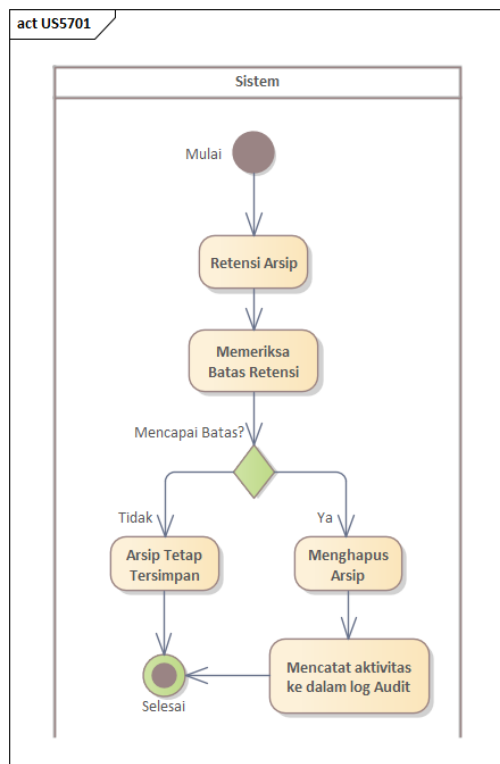 act US5701
Sistem
Mulai
Retensi Arsip
Memeriksa
Batas Retensi
Mencapai Batas?
Tidak
Ya
Arsip Tetap
Tersimpan
Menghapus
Arsip
Mencatat aktivitas
ke dalam log Audit
Selesai